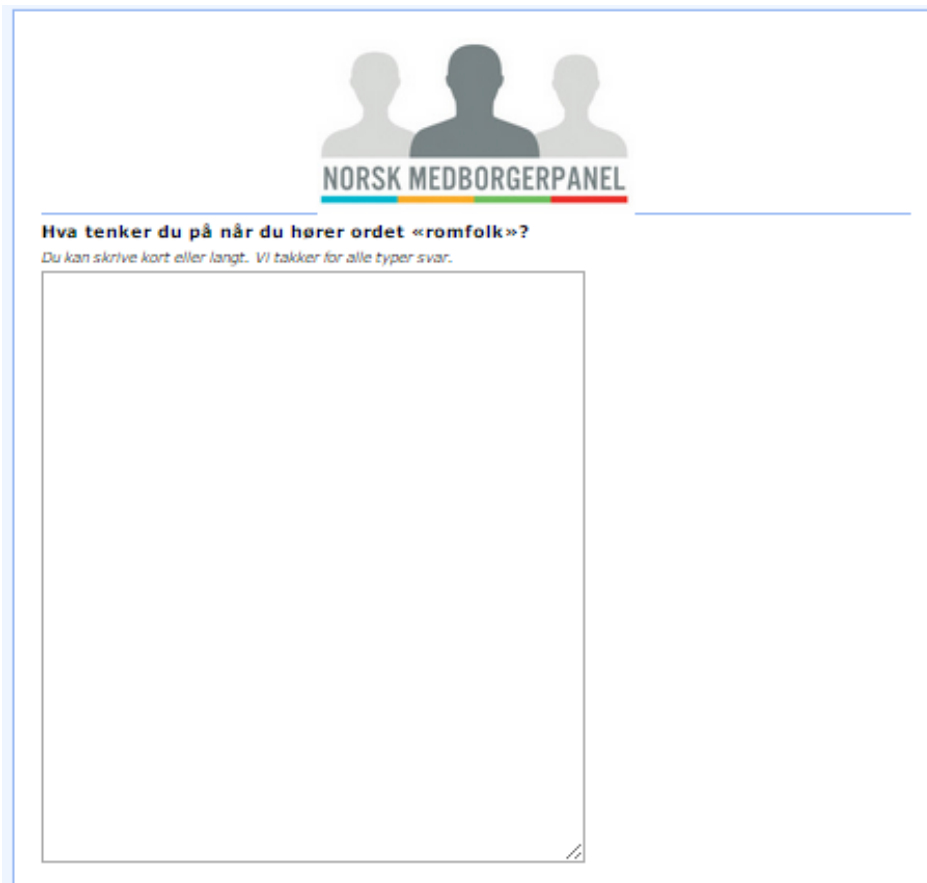 NORSK MEDBORGERPANEL
Hva tenker du på når du hører ordet «romfolk»?
Du kan skrive kort eller langt. Vi takker for alle typer svar.